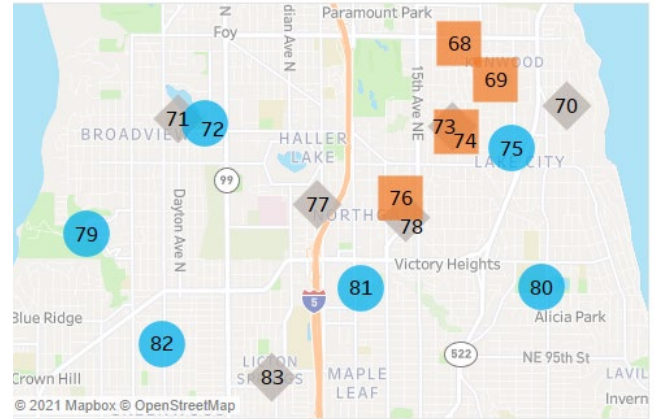 N
Paramount Park
dian Ave N
Foy
68
KENWOOD
69
15th Ave NE
70
71
72
BROADVIEW
73
74
HALLER
LAKE
75
LAKE CITY
99
Dayton Ave N
76
77
NORTHG
78
79
Victory Heights
81
80
5
Blue Ridge
Alicia Park
82
522
NE 95th St
LICTON
SPRINGS
83
MAPLE
LEAF
LAVIL
Crown Hill
Invern
© 2021 Mapbox © OpenStreetMap